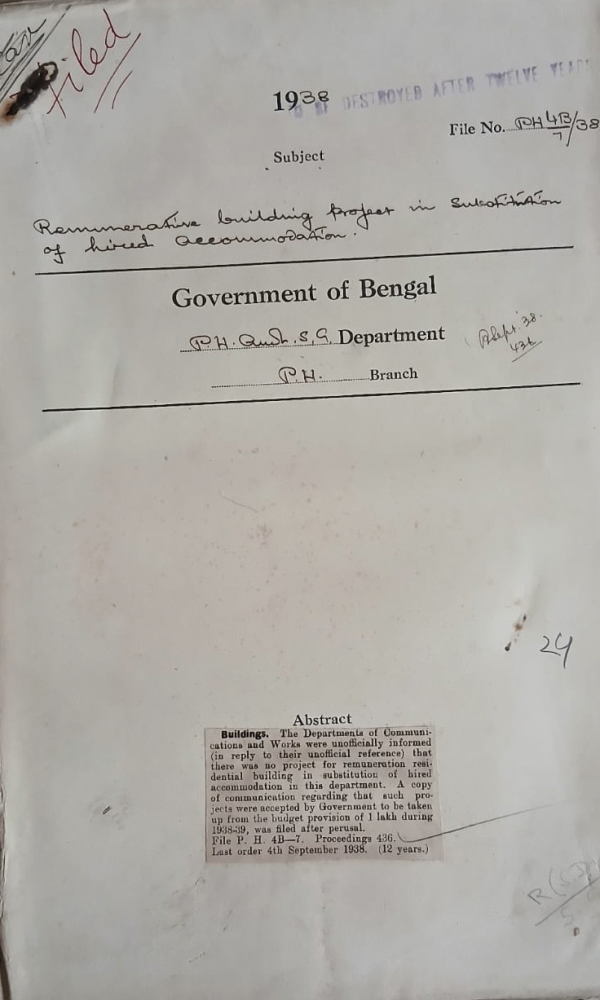 Filed
1938
TO BE DESTROYED AFTER TWELVE YEARS
File No. PH 4B/7/38
Subject
Remunerative building project in substitution
of hired accommodation.
Government of Bengal
P.H. and L.S.G. Department
Sept. 38.
436
P.H. Branch
24
Abstract
Buildings. The Departments of Communi-
cations and Works were unofficially informed
(in reply to their unofficial reference) that
there was no project for remuneration resi-
dential building in substitution of hired
accommodation in this department. A copy
of communication regarding that such pro-
jects were accepted by Government to be taken
up from the budget provision of 1 lakh during
1938-39, was filed after perusal.
File P. H. 4B—7. Proceedings 436.
Last order 4th September 1938. (12 years.)